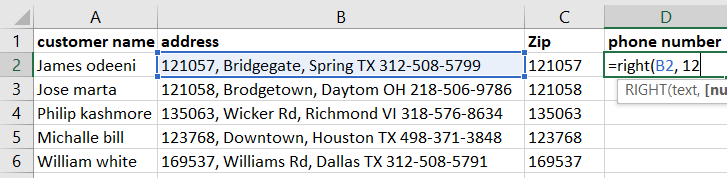 A B C D
1 customer name address Zip phone number
2 James odeeni 121057, Bridgegate, Spring TX 312-508-5799 121057 =right(B2, 12
3 Jose marta 121058, Brodgetown, Daytom OH 218-506-9786 121058 RIGHT(text, [nu
4 Philip kashmore 135063, Wicker Rd, Richmond VI 318-576-8634 135063
5 Michalle bill 123768, Downtown, Houston TX 498-371-3848 123768
6 William white 169537, Williams Rd, Dallas TX 312-508-5791 169537